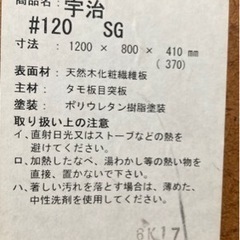 商品名: 宇治
#120 SG
寸法 : 1200 × 800 × 410 mm
(370)
表面材: 天然木化粧繊維板
主材 : タモ板目突板
塗装 : ポリウレタン樹脂塗装
取り扱い上の注意
イ、直射日光又はストーブなどの熱を
避けてください。
ロ、加熱したなべ、湯わかし等の熱い物を
直接、置かないで下さい。
ハ、著しい汚れを落とす場合は、薄めた、
中性洗剤を使用してください。
6K17